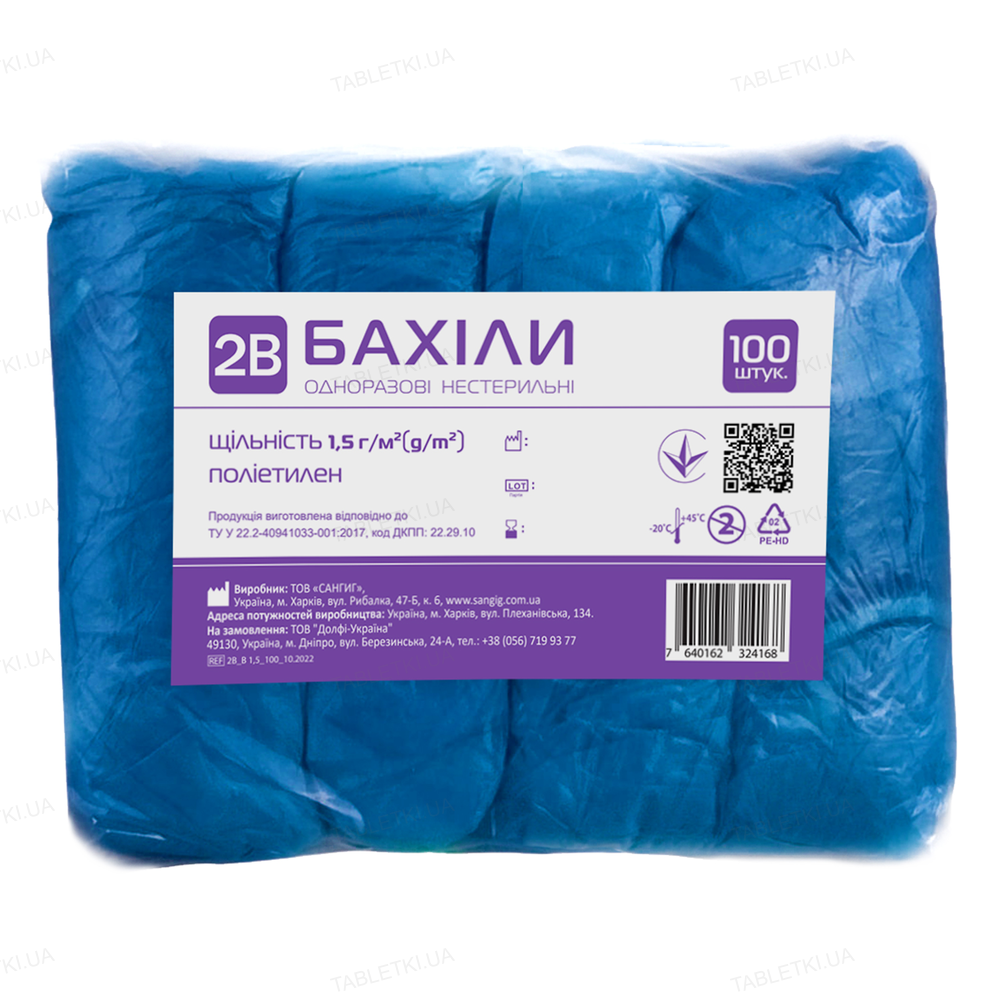 2В
БАХІЛИ
ОДНОРАЗОВІ НЕСТЕРИЛЬНІ
100
ШТУК.
ЩІЛЬНІСТЬ 1,5 г/м²(g/m²)
ПОЛІЕТИЛЕН
Продукція виготовлена відповідно до
ТУ У 22.2-40941033-001:2017, код ДКПП: 22.29.10
:
LOT :
Партія
:
-20°C +45°C
2
02
PE-HD
Виробник: ТОВ «САНГИГ»,
Україна, м. Харків, вул. Рибалка, 47-Б, к. 6, www.sangig.com.ua
Адреса потужностей виробництва: Україна, м. Харків, вул. Плеханівська, 134.
На замовлення: ТОВ "Долфі-Україна"
49130, Україна, м. Дніпро, вул. Березинська, 24-А, тел.: +38 (056) 719 93 77
REF 2В_В 1,5_100_10.2022
7 640162 324168
TABLETKI.UA